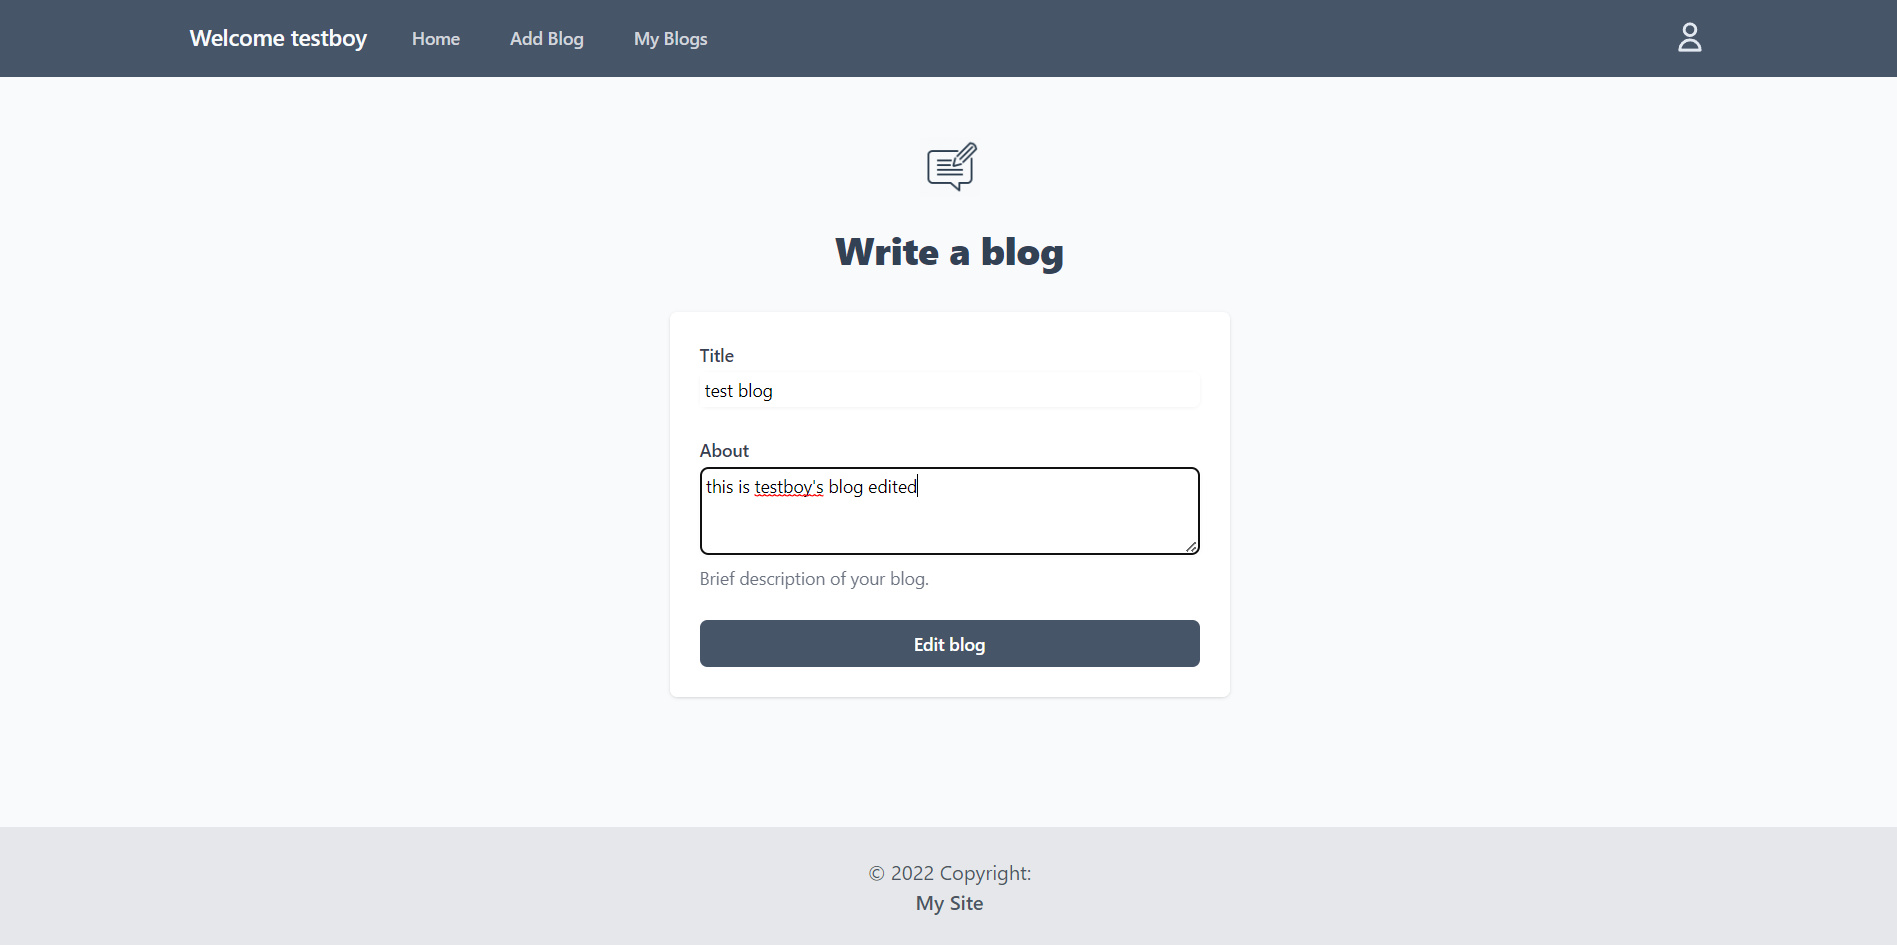 Welcome testboy Home Add Blog My Blogs
Write a blog
Title
test blog
About
this is testboy's blog edited
Brief description of your blog.
Edit blog
© 2022 Copyright:
My Site